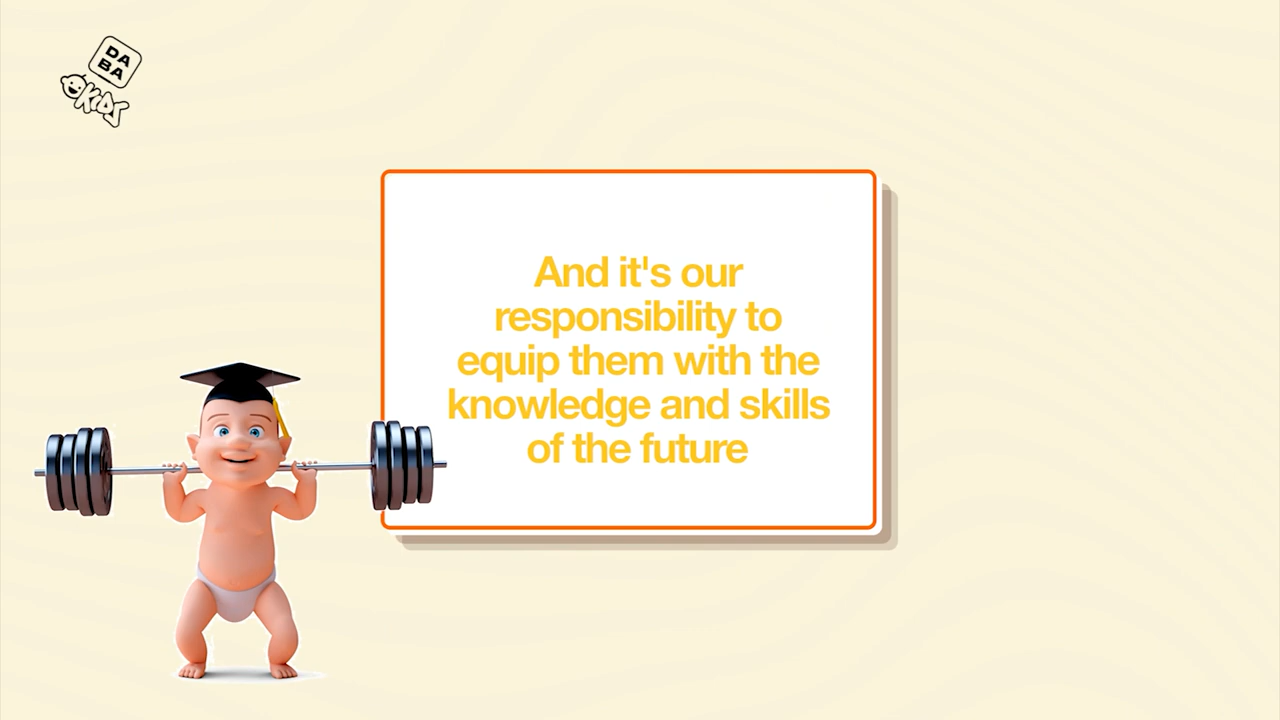 DA
BA
KIDS
And it's our
responsibility to
equip them with the
knowledge and skills
of the future